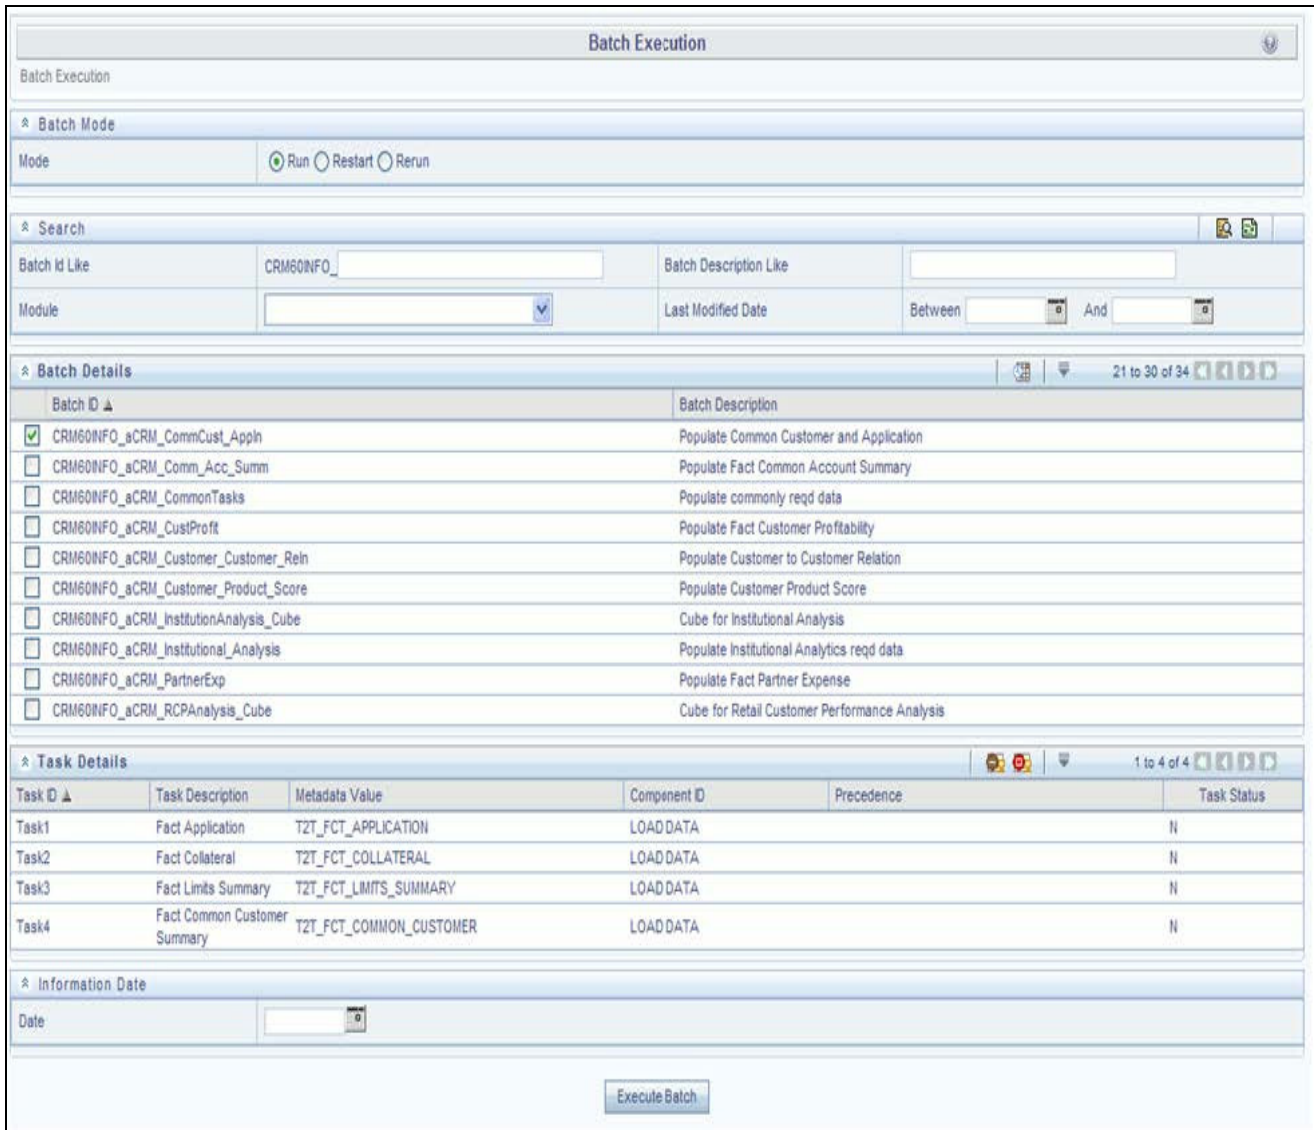 Batch Execution
Batch Execution
Batch Mode
Mode Run Restart Rerun
Search
Batch Id Like CRM60INFO_ Batch Description Like
Module Last Modified Date Between And
Batch Details 21 to 30 of 34
Batch ID Batch Description
CRM60INFO_aCRM_CommCust_Appln Populate Common Customer and Application
CRM60INFO_aCRM_Comm_Acc_Summ Populate Fact Common Account Summary
CRM60INFO_aCRM_CommonTasks Populate commonly reqd data
CRM60INFO_aCRM_CustProfit Populate Fact Customer Profitability
CRM60INFO_aCRM_Customer_Customer_Reln Populate Customer to Customer Relation
CRM60INFO_aCRM_Customer_Product_Score Populate Customer Product Score
CRM60INFO_aCRM_InstitutionAnalysis_Cube Cube for Institutional Analysis
CRM60INFO_aCRM_Institutional_Analysis Populate Institutional Analytics reqd data
CRM60INFO_aCRM_PartnerExp Populate Fact Partner Expense
CRM60INFO_aCRM_RCPAnalysis_Cube Cube for Retail Customer Performance Analysis
Task Details 1 to 4 of 4
Task ID Task Description Metadata Value Component ID Precedence Task Status
Task1 Fact Application T2T_FCT_APPLICATION LOAD DATA N
Task2 Fact Collateral T2T_FCT_COLLATERAL LOAD DATA N
Task3 Fact Limits Summary T2T_FCT_LIMITS_SUMMARY LOAD DATA N
Task4 Fact Common Customer Summary T2T_FCT_COMMON_CUSTOMER LOAD DATA N
Information Date
Date
Execute Batch